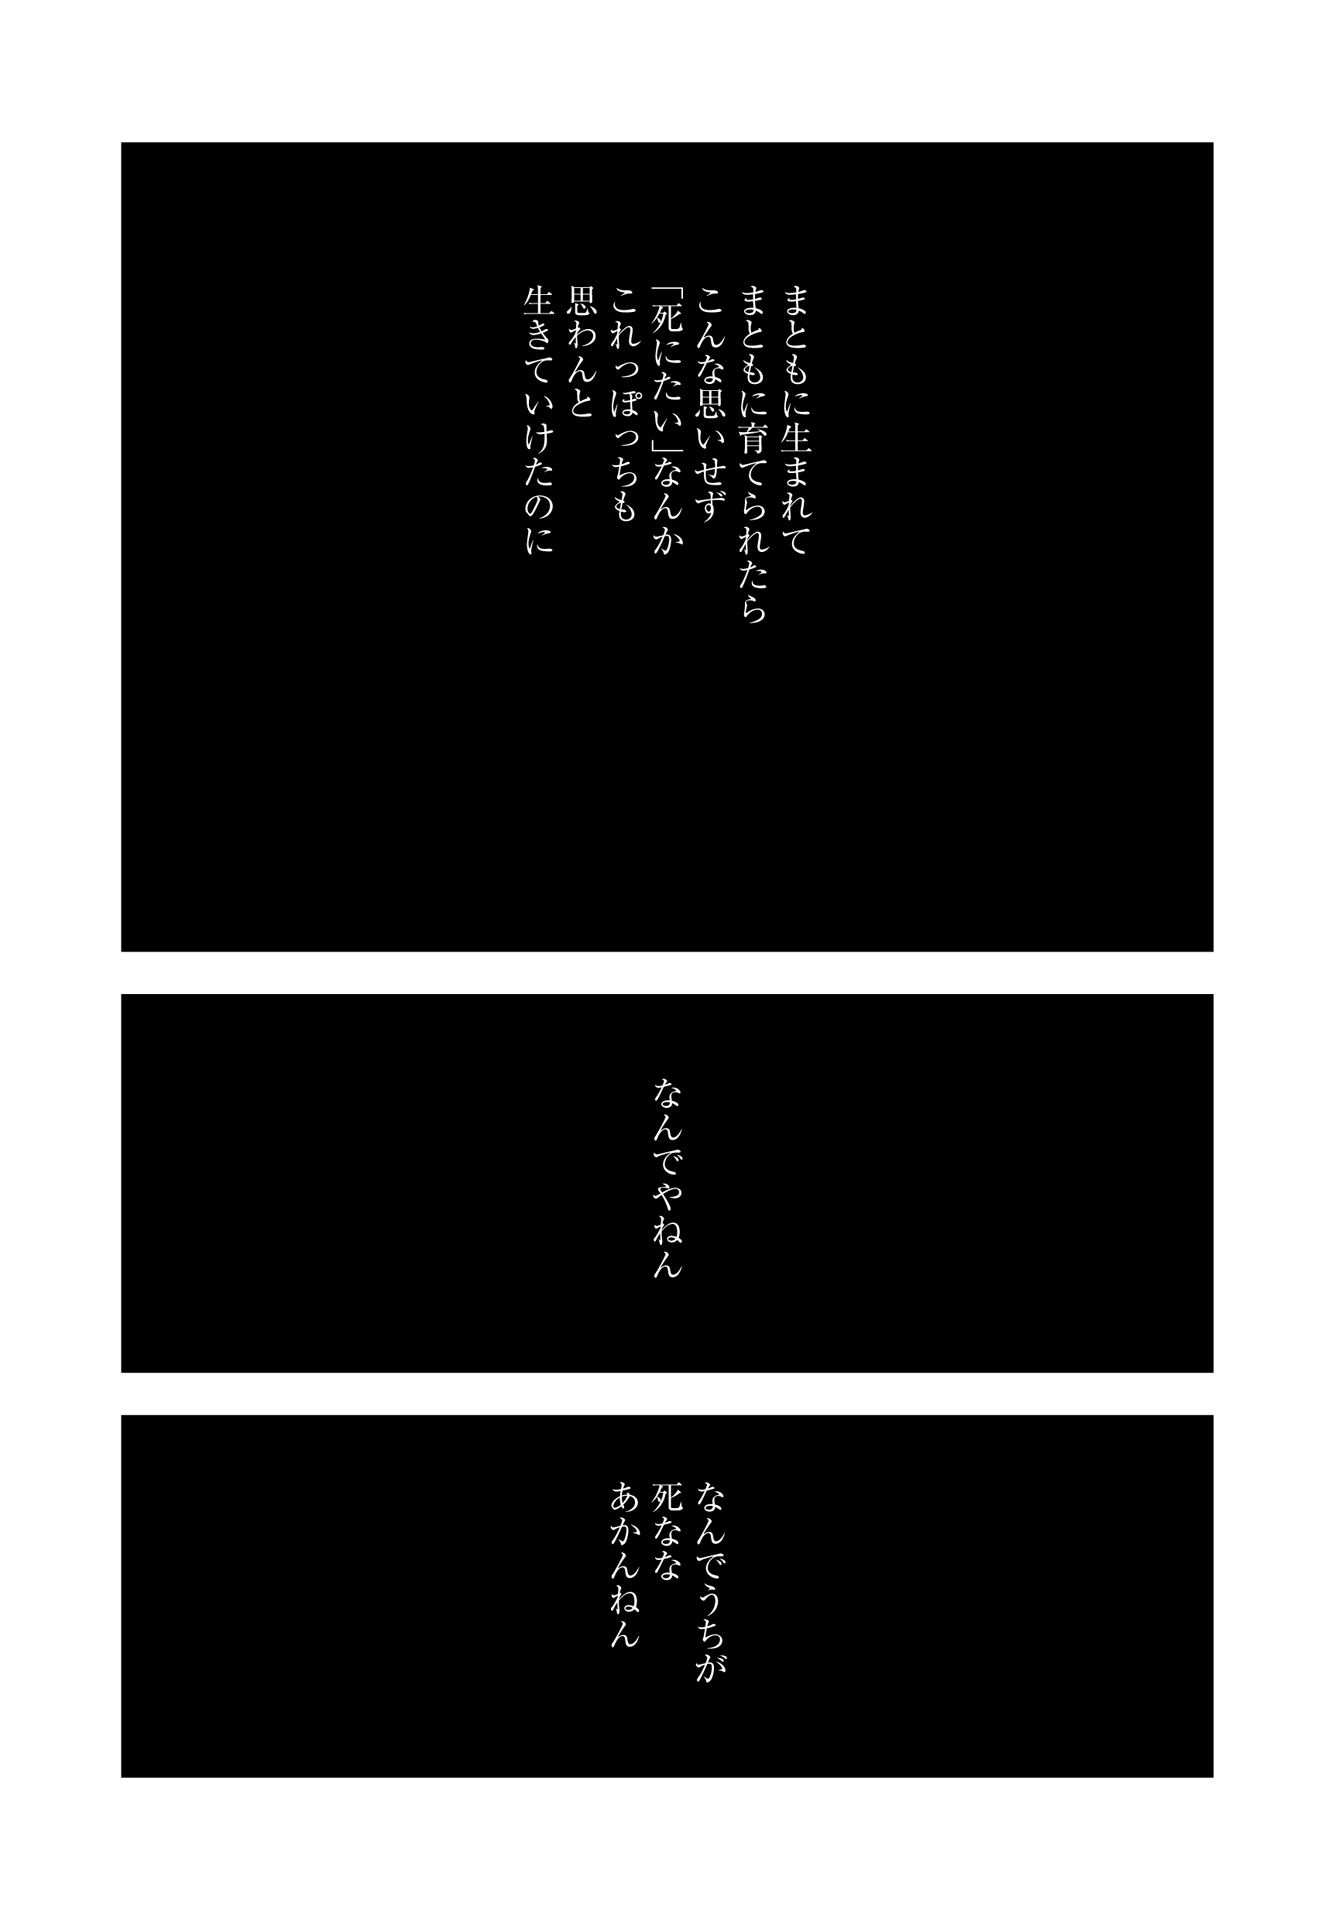 まともに生まれて
まともに育てられたら
こんな思いせず
「死にたい」なんか
これっぽっちも
思わんと
生きていけたのに
なんでやねん
なんでうちが
死なな
あかんねん